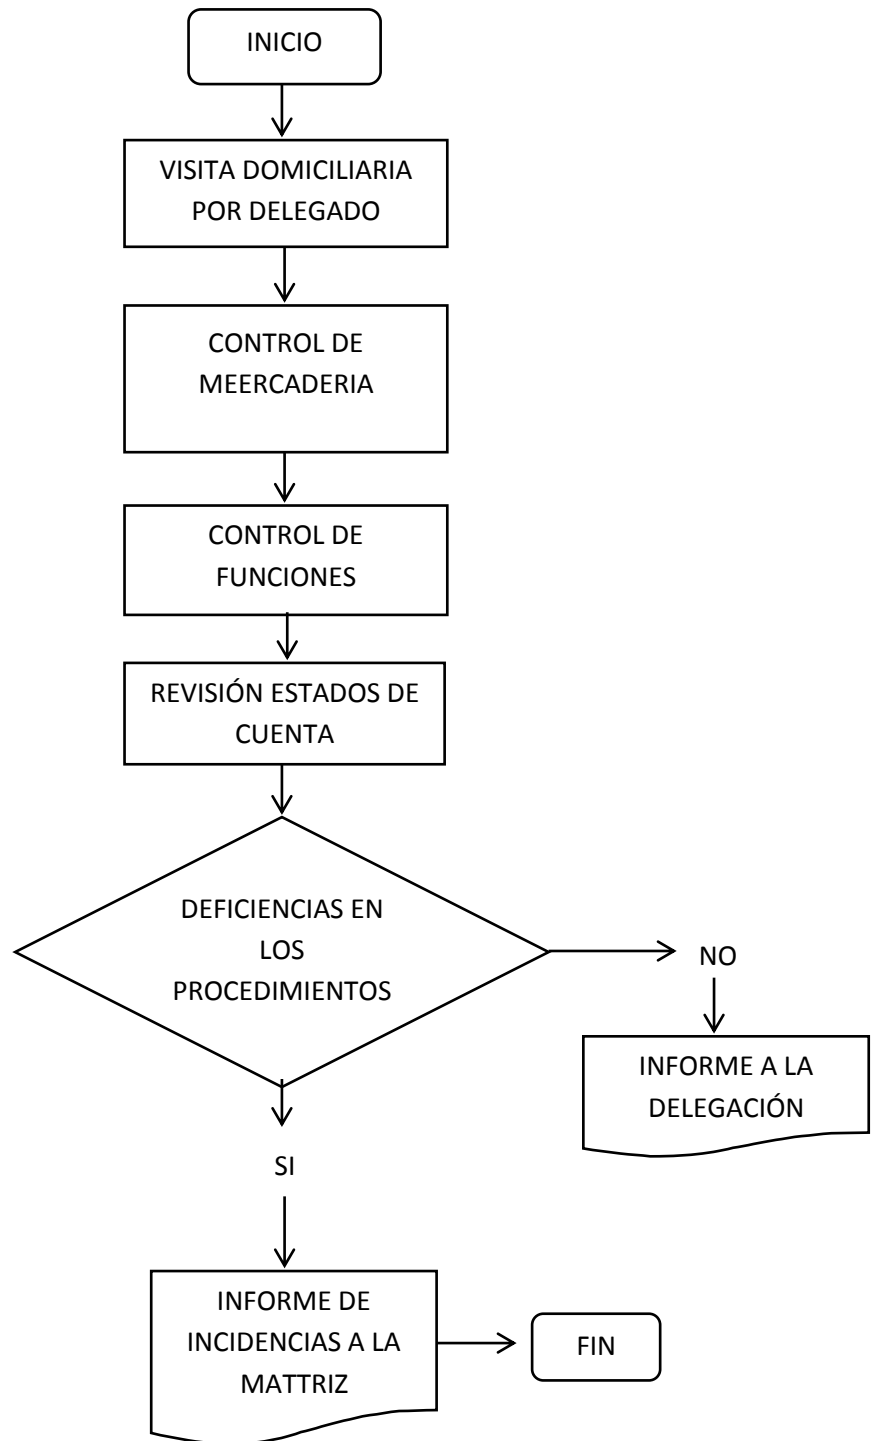 INICIO
VISITA DOMICILIARIA
POR DELEGADO
CONTROL DE
MEERCADERIA
CONTROL DE
FUNCIONES
REVISIÓN ESTADOS DE
CUENTA
DEFICIENCIAS EN
LOS
PROCEDIMIENTOS
NO
INFORME A LA
DELEGACIÓN
SI
INFORME DE
INCIDENCIAS A LA
MATTRIZ
FIN